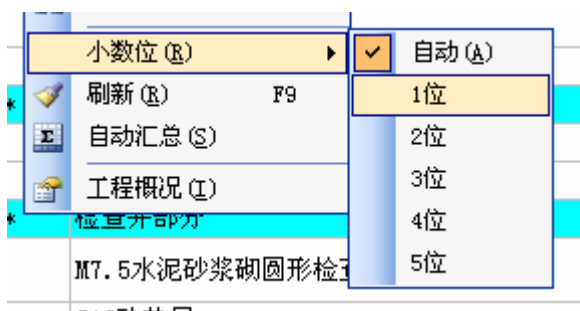 小数位(R)
自动(A)
刷新(R) F9
1位
自动汇总(S)
2位
3位
工程概况(I)
4位
检查井部分
5位
M7.5水泥砂浆砌圆形检